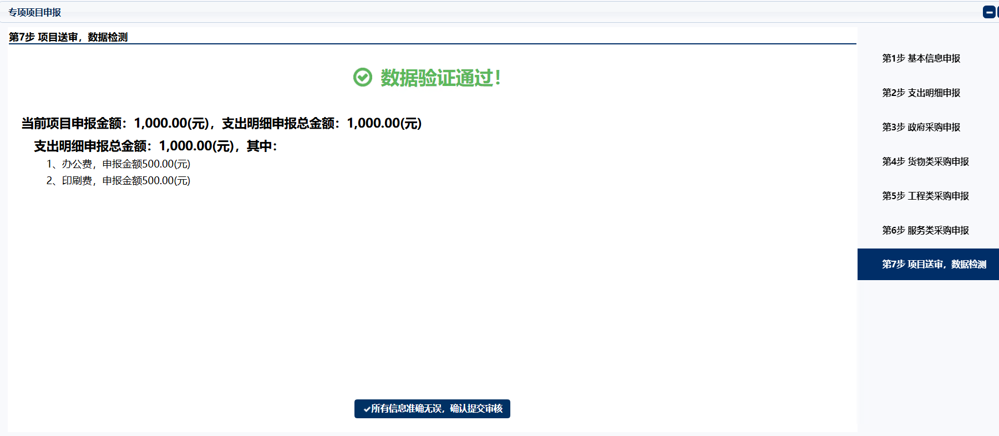 专项项目申报
第7步 项目送审，数据检测
数据验证通过！
当前项目申报金额：1,000.00(元)，支出明细申报总金额：1,000.00(元)
支出明细申报总金额：1,000.00(元)，其中：
1、办公费，申报金额500.00(元)
2、印刷费，申报金额500.00(元)
所有信息准确无误，确认提交审核
第1步 基本信息申报
第2步 支出明细申报
第3步 政府采购申报
第4步 货物类采购申报
第5步 工程类采购申报
第6步 服务类采购申报
第7步 项目送审，数据检测